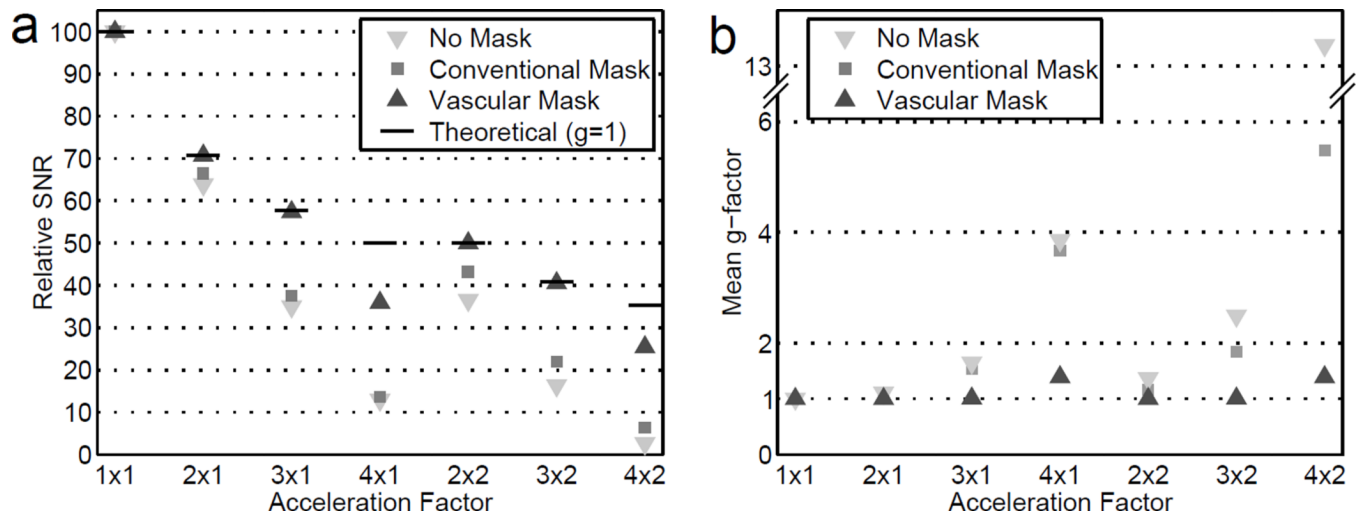 a
100
90
80
70
60
50
40
30
20
10
0
Relative SNR
No Mask
Conventional Mask
Vascular Mask
Theoretical (g=1)
1x1 2x1 3x1 4x1 2x2 3x2 4x2
Acceleration Factor
b
13
6
4
2
1
0
Mean g-factor
No Mask
Conventional Mask
Vascular Mask
1x1 2x1 3x1 4x1 2x2 3x2 4x2
Acceleration Factor